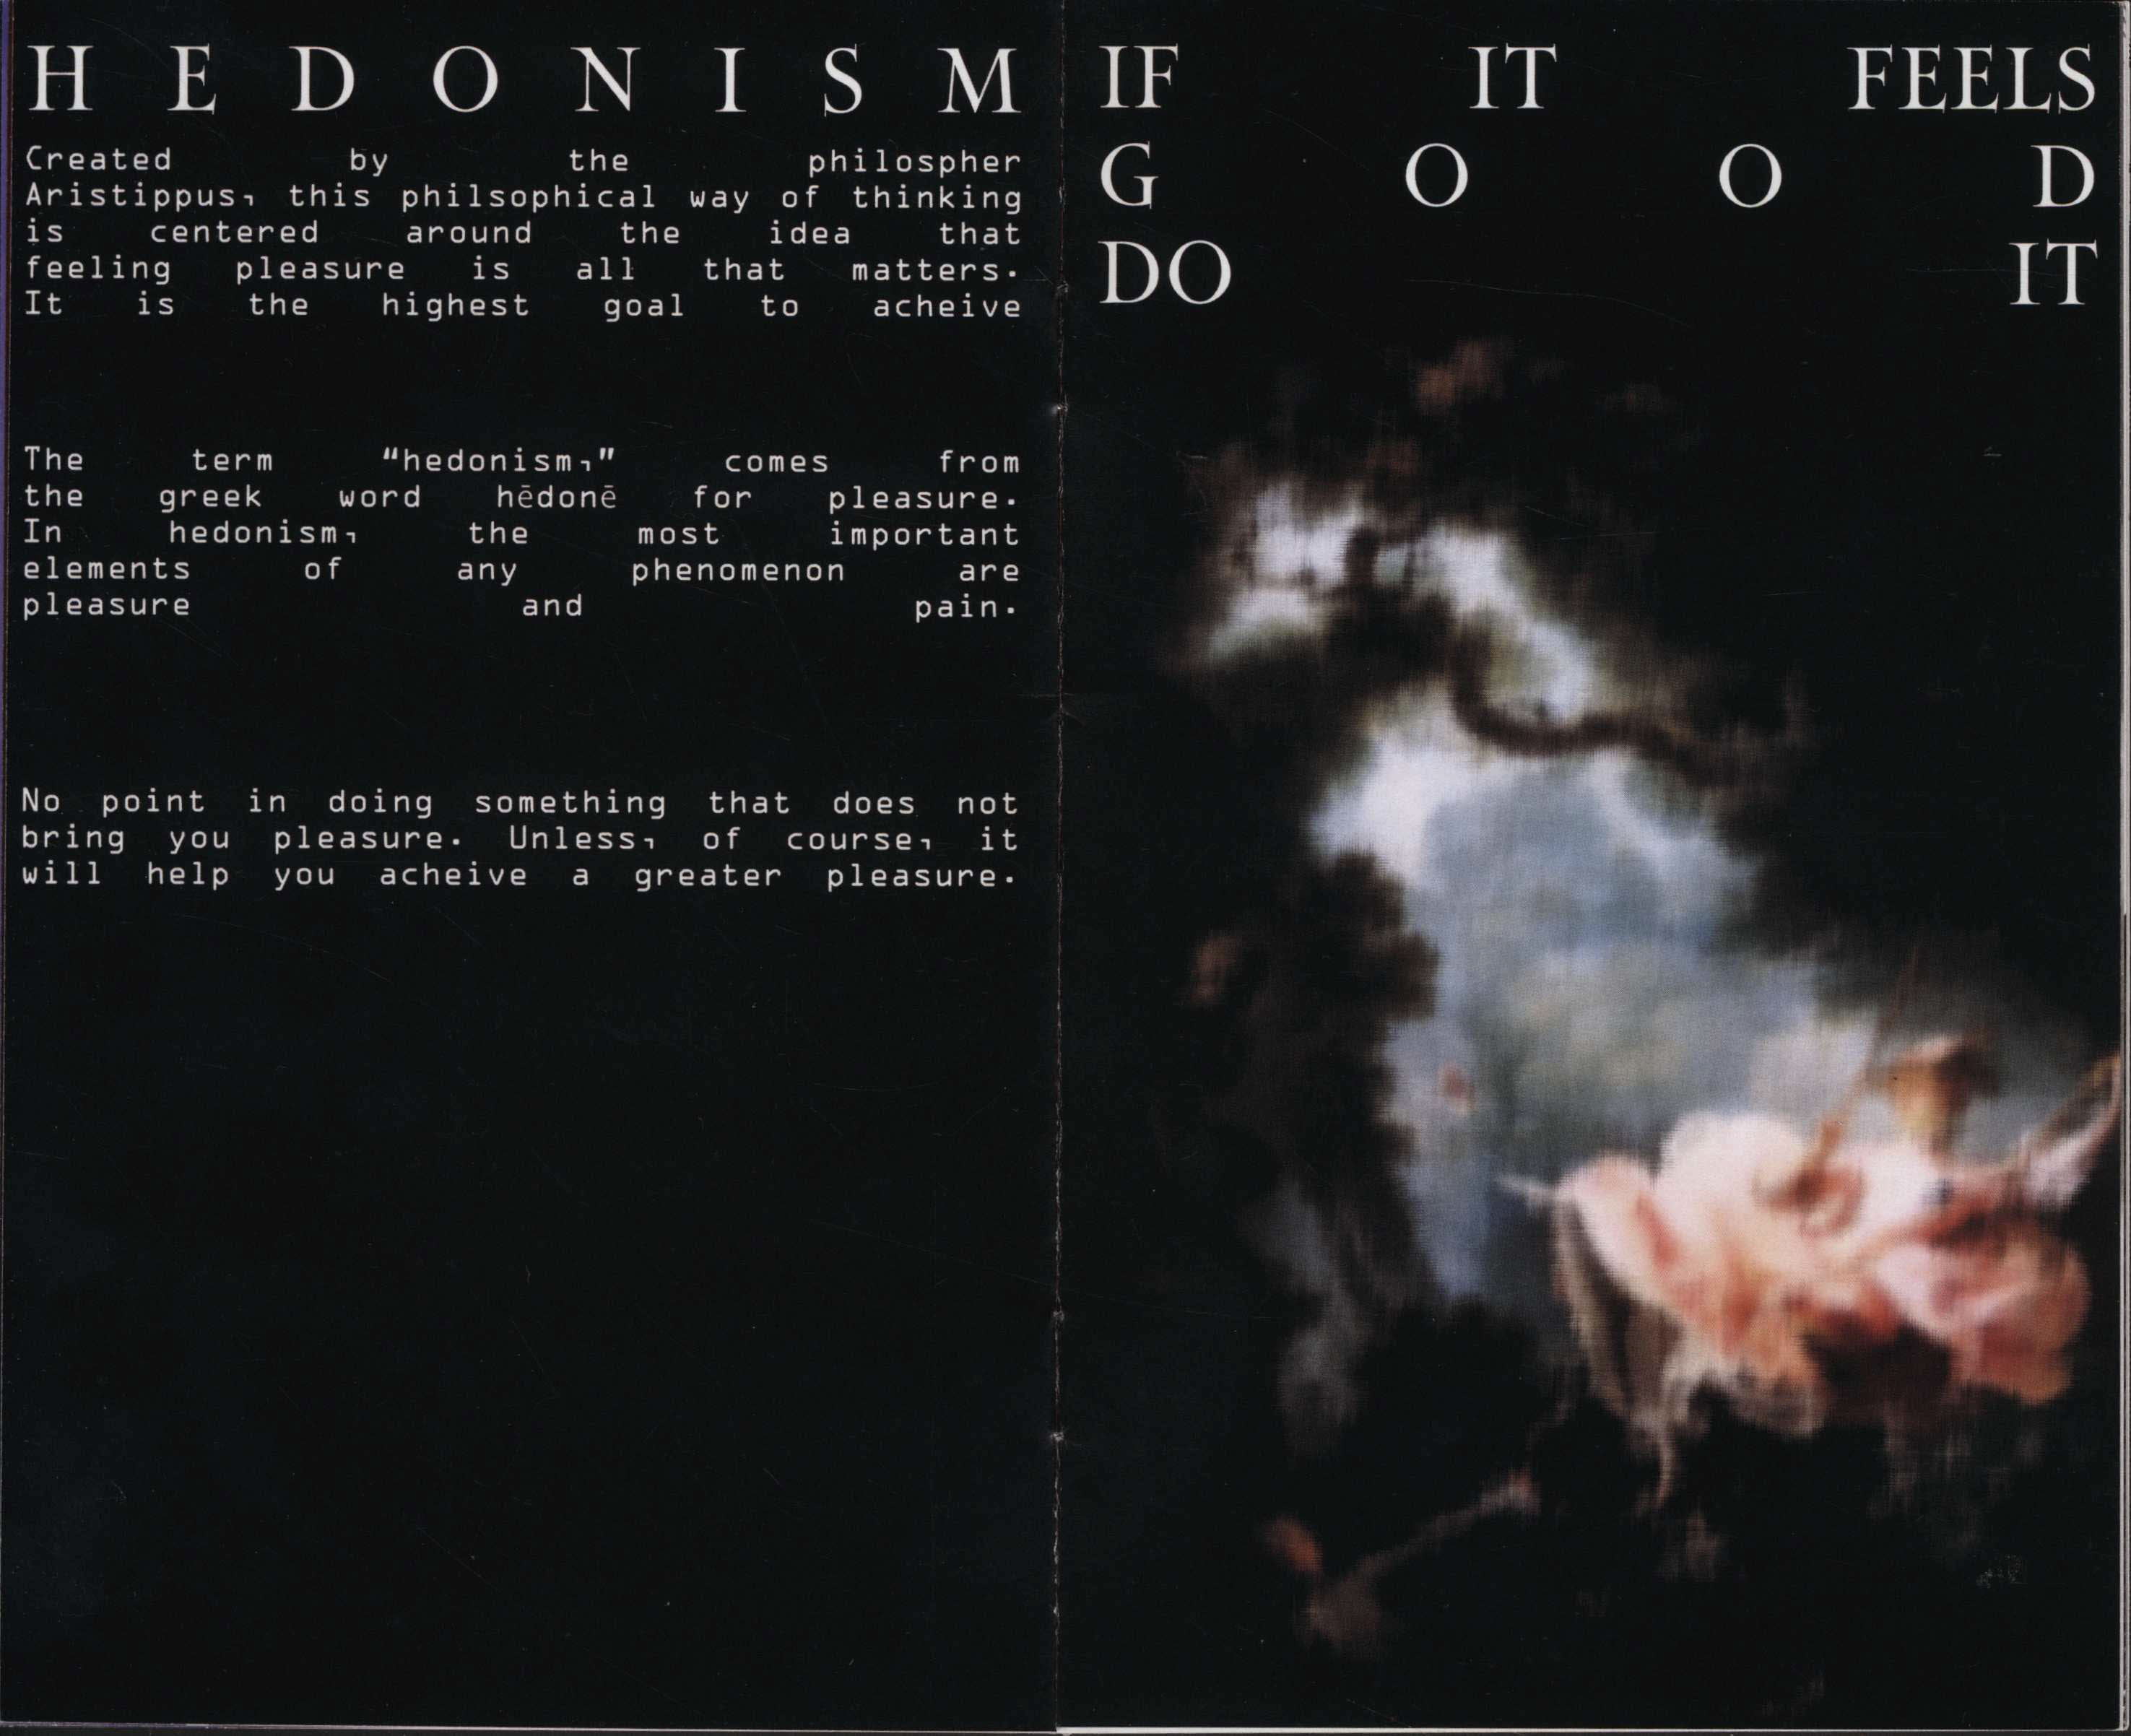 HEDONISM
Created by the philospher
Aristippus, this philsophical way of thinking
is centered around the idea that
feeling pleasure is all that matters.
It is the highest goal to acheive
The term “hedonism,” comes from
the greek word hēdonē for pleasure.
In hedonism, the most important
elements of any phenomenon are
pleasure and pain.
No point in doing something that does not
bring you pleasure. Unless, of course, it
will help you acheive a greater pleasure.
IF IT FEELS
GOOD
DO IT